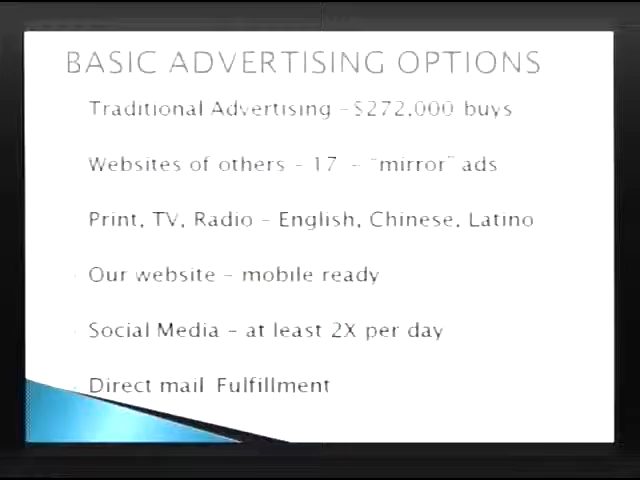 BASIC ADVERTISING OPTIONS
Traditional Advertising -$272,000 buys
Websites of others - 17 - "mirror" ads
Print, TV, Radio - English, Chinese, Latino
Our website - mobile ready
Social Media - at least 2X per day
Direct mail Fulfillment